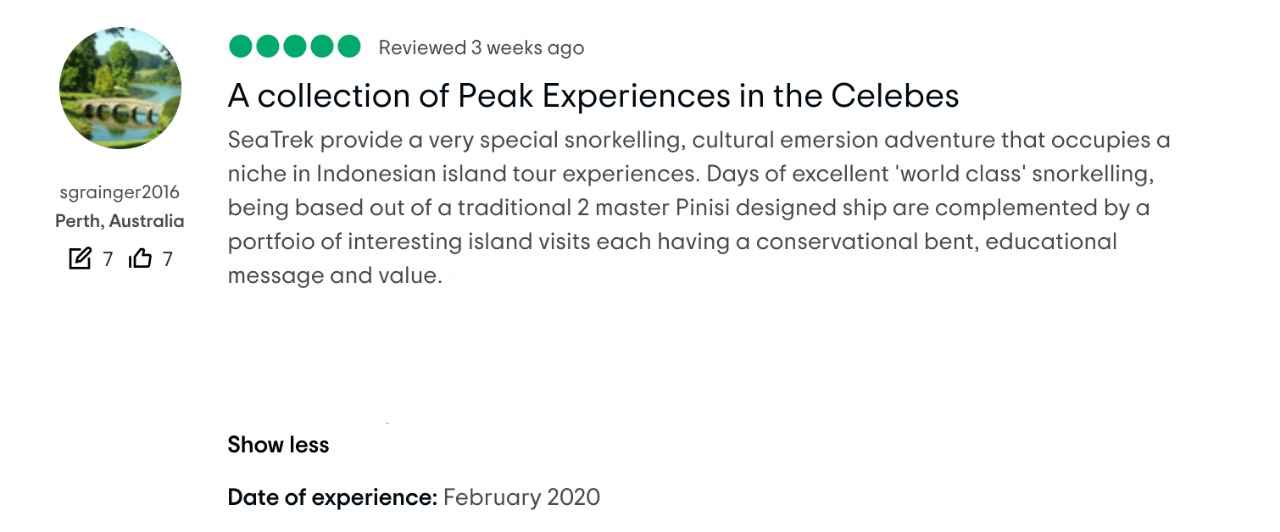 Reviewed 3 weeks ago
A collection of Peak Experiences in the Celebes
SeaTrek provide a very special snorkelling, cultural emersion adventure that occupies a
niche in Indonesian island tour experiences. Days of excellent 'world class' snorkelling,
being based out of a traditional 2 master Pinisi designed ship are complemented by a
portfoio of interesting island visits each having a conservational bent, educational
message and value.
sgrainger2016
Perth, Australia
7 7
Show less
Date of experience: February 2020